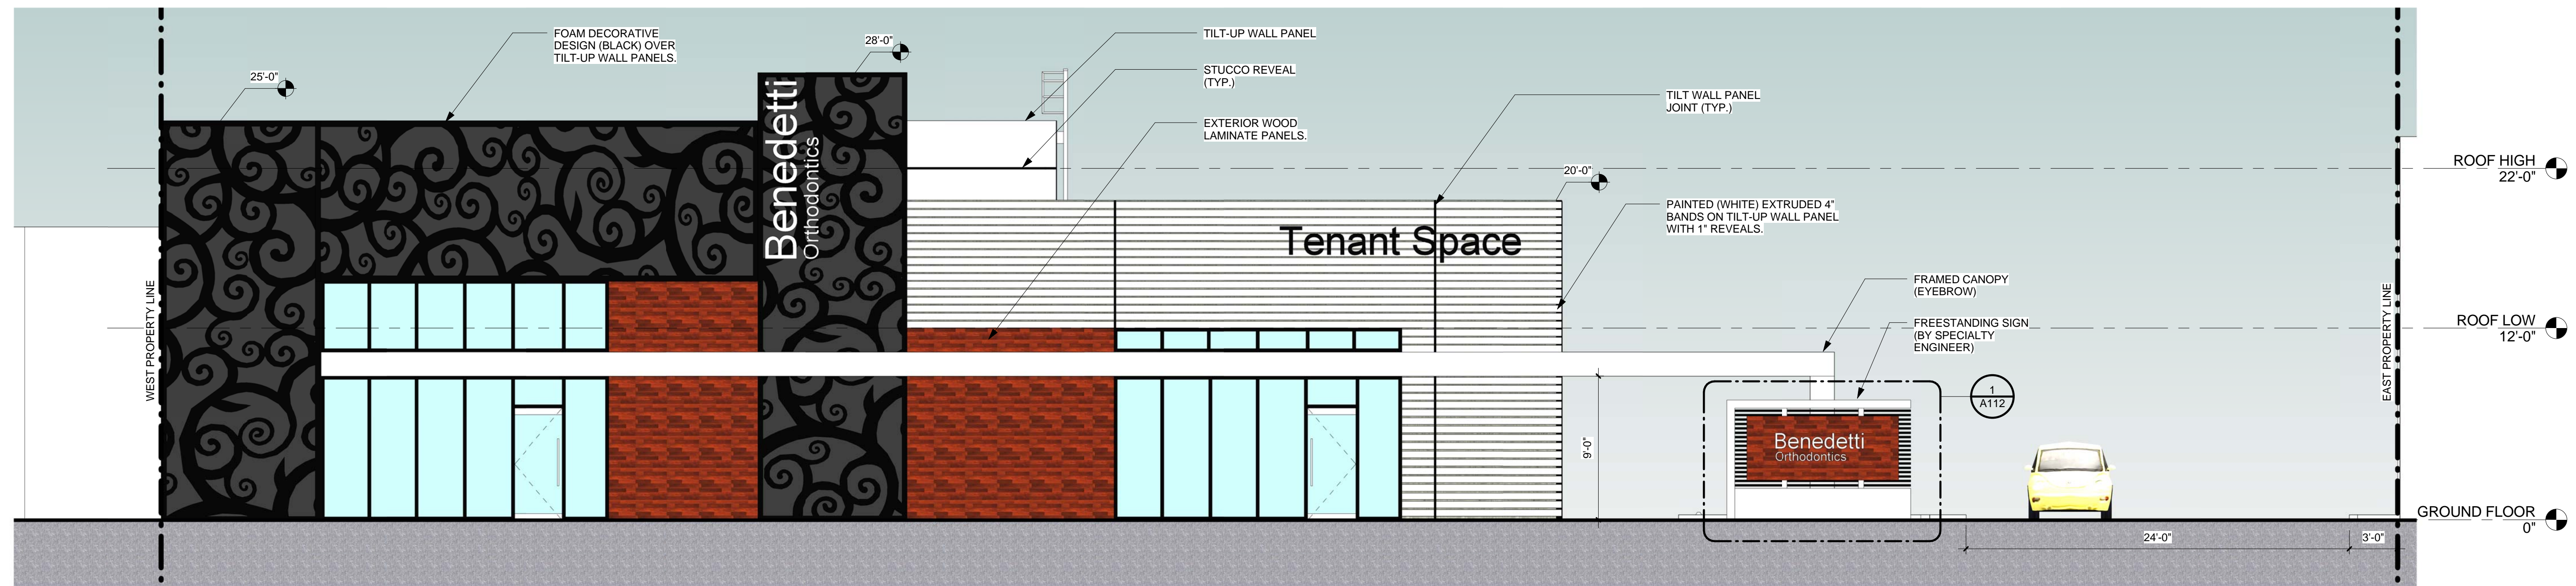 FOAM DECORATIVE
DESIGN (BLACK) OVER
TILT-UP WALL PANELS.
28'-0"
25'-0"
TILT-UP WALL PANEL
STUCCO REVEAL
(TYP.)
EXTERIOR WOOD
LAMINATE PANELS.
TILT WALL PANEL
JOINT (TYP.)
20'-0"
PAINTED (WHITE) EXTRUDED 4"
BANDS ON TILT-UP WALL PANEL
WITH 1" REVEALS.
FRAMED CANOPY
(EYEBROW)
FREESTANDING SIGN
(BY SPECIALTY
ENGINEER)
ROOF HIGH
22'-0"
ROOF LOW
12'-0"
GROUND FLOOR
0"
WEST PROPERTY LINE
Benedetti
Orthodontics
Tenant Space
9'-0"
1
A112
Benedetti
Orthodontics
EAST PROPERTY LINE
24'-0"
3'-0"